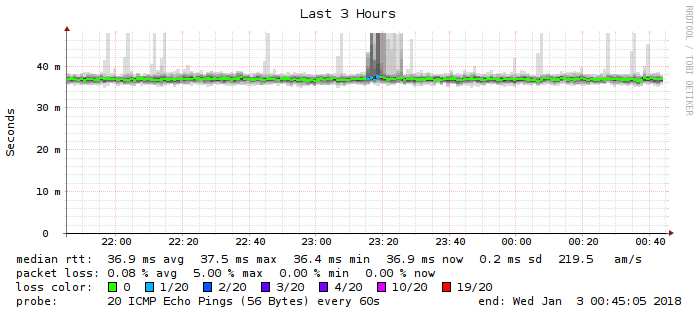 Last 3 Hours
RRDTOOL / TOBI OETIKER
Seconds
40 m
30 m
20 m
10 m
0
22:00 22:20 22:40 23:00 23:20 23:40 00:00 00:20 00:40
median rtt: 36.9 ms avg 37.5 ms max 36.4 ms min 36.9 ms now 0.2 ms sd 219.5 am/s
packet loss: 0.08 % avg 5.00 % max 0.00 % min 0.00 % now
loss color: 0 1/20 2/20 3/20 4/20 10/20 19/20
probe: 20 ICMP Echo Pings (56 Bytes) every 60s end: Wed Jan 3 00:45:05 2018